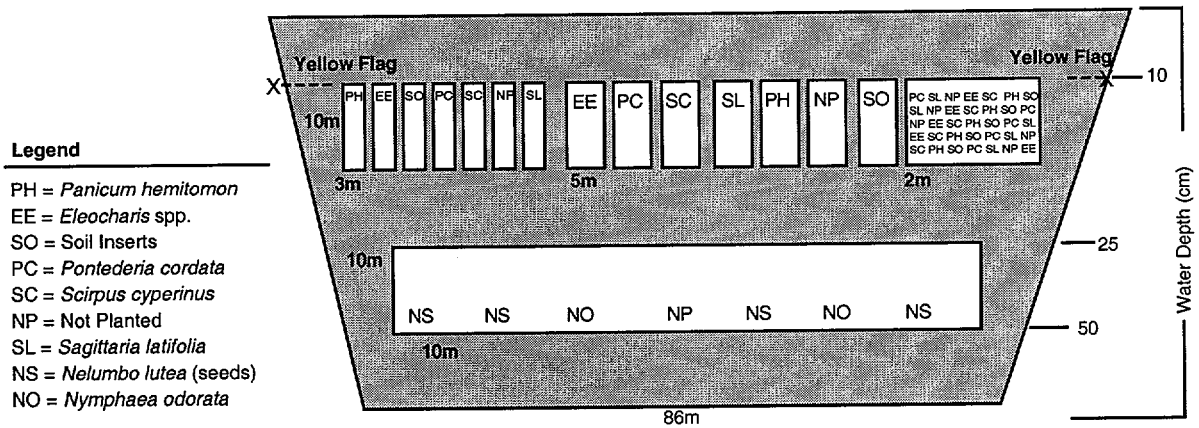 Yellow Flag
Yellow Flag
X
X
10
PH EE SO PC SC NP SL
EE PC SC SL PH NP SO
PC SL NP EE SC PH SO
SL NP EE SC PH SO PC
NP EE SC PH SO PC SL
EE SC PH SO PC SL NP
SC PH SO PC SL NP EE
10m
3m
5m
2m
Legend
PH = Panicum hemitomon
EE = Eleocharis spp.
SO = Soil Inserts
PC = Pontederia cordata
SC = Scirpus cyperinus
NP = Not Planted
SL = Sagittaria latifolia
NS = Nelumbo lutea (seeds)
NO = Nymphaea odorata
10m
25
NS NS NO NP NS NO NS
50
10m
86m
Water Depth (cm)